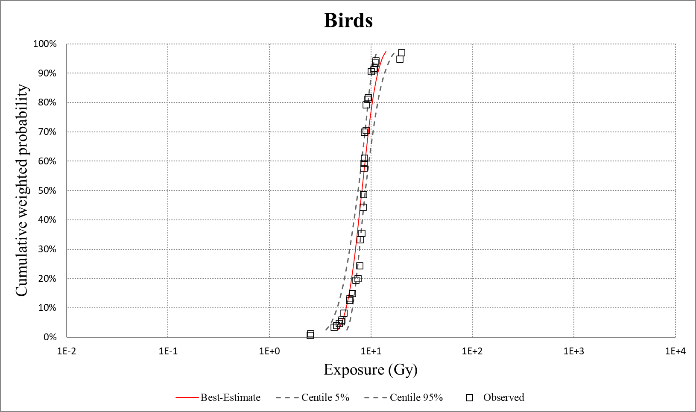 Birds
100%
90%
80%
70%
60%
50%
40%
30%
20%
10%
0%
Cumulative weighted probability
1E-2 1E-1 1E+0 1E+1 1E+2 1E+3 1E+4
Exposure (Gy)
Best-Estimate Centile 5% Centile 95% Observed